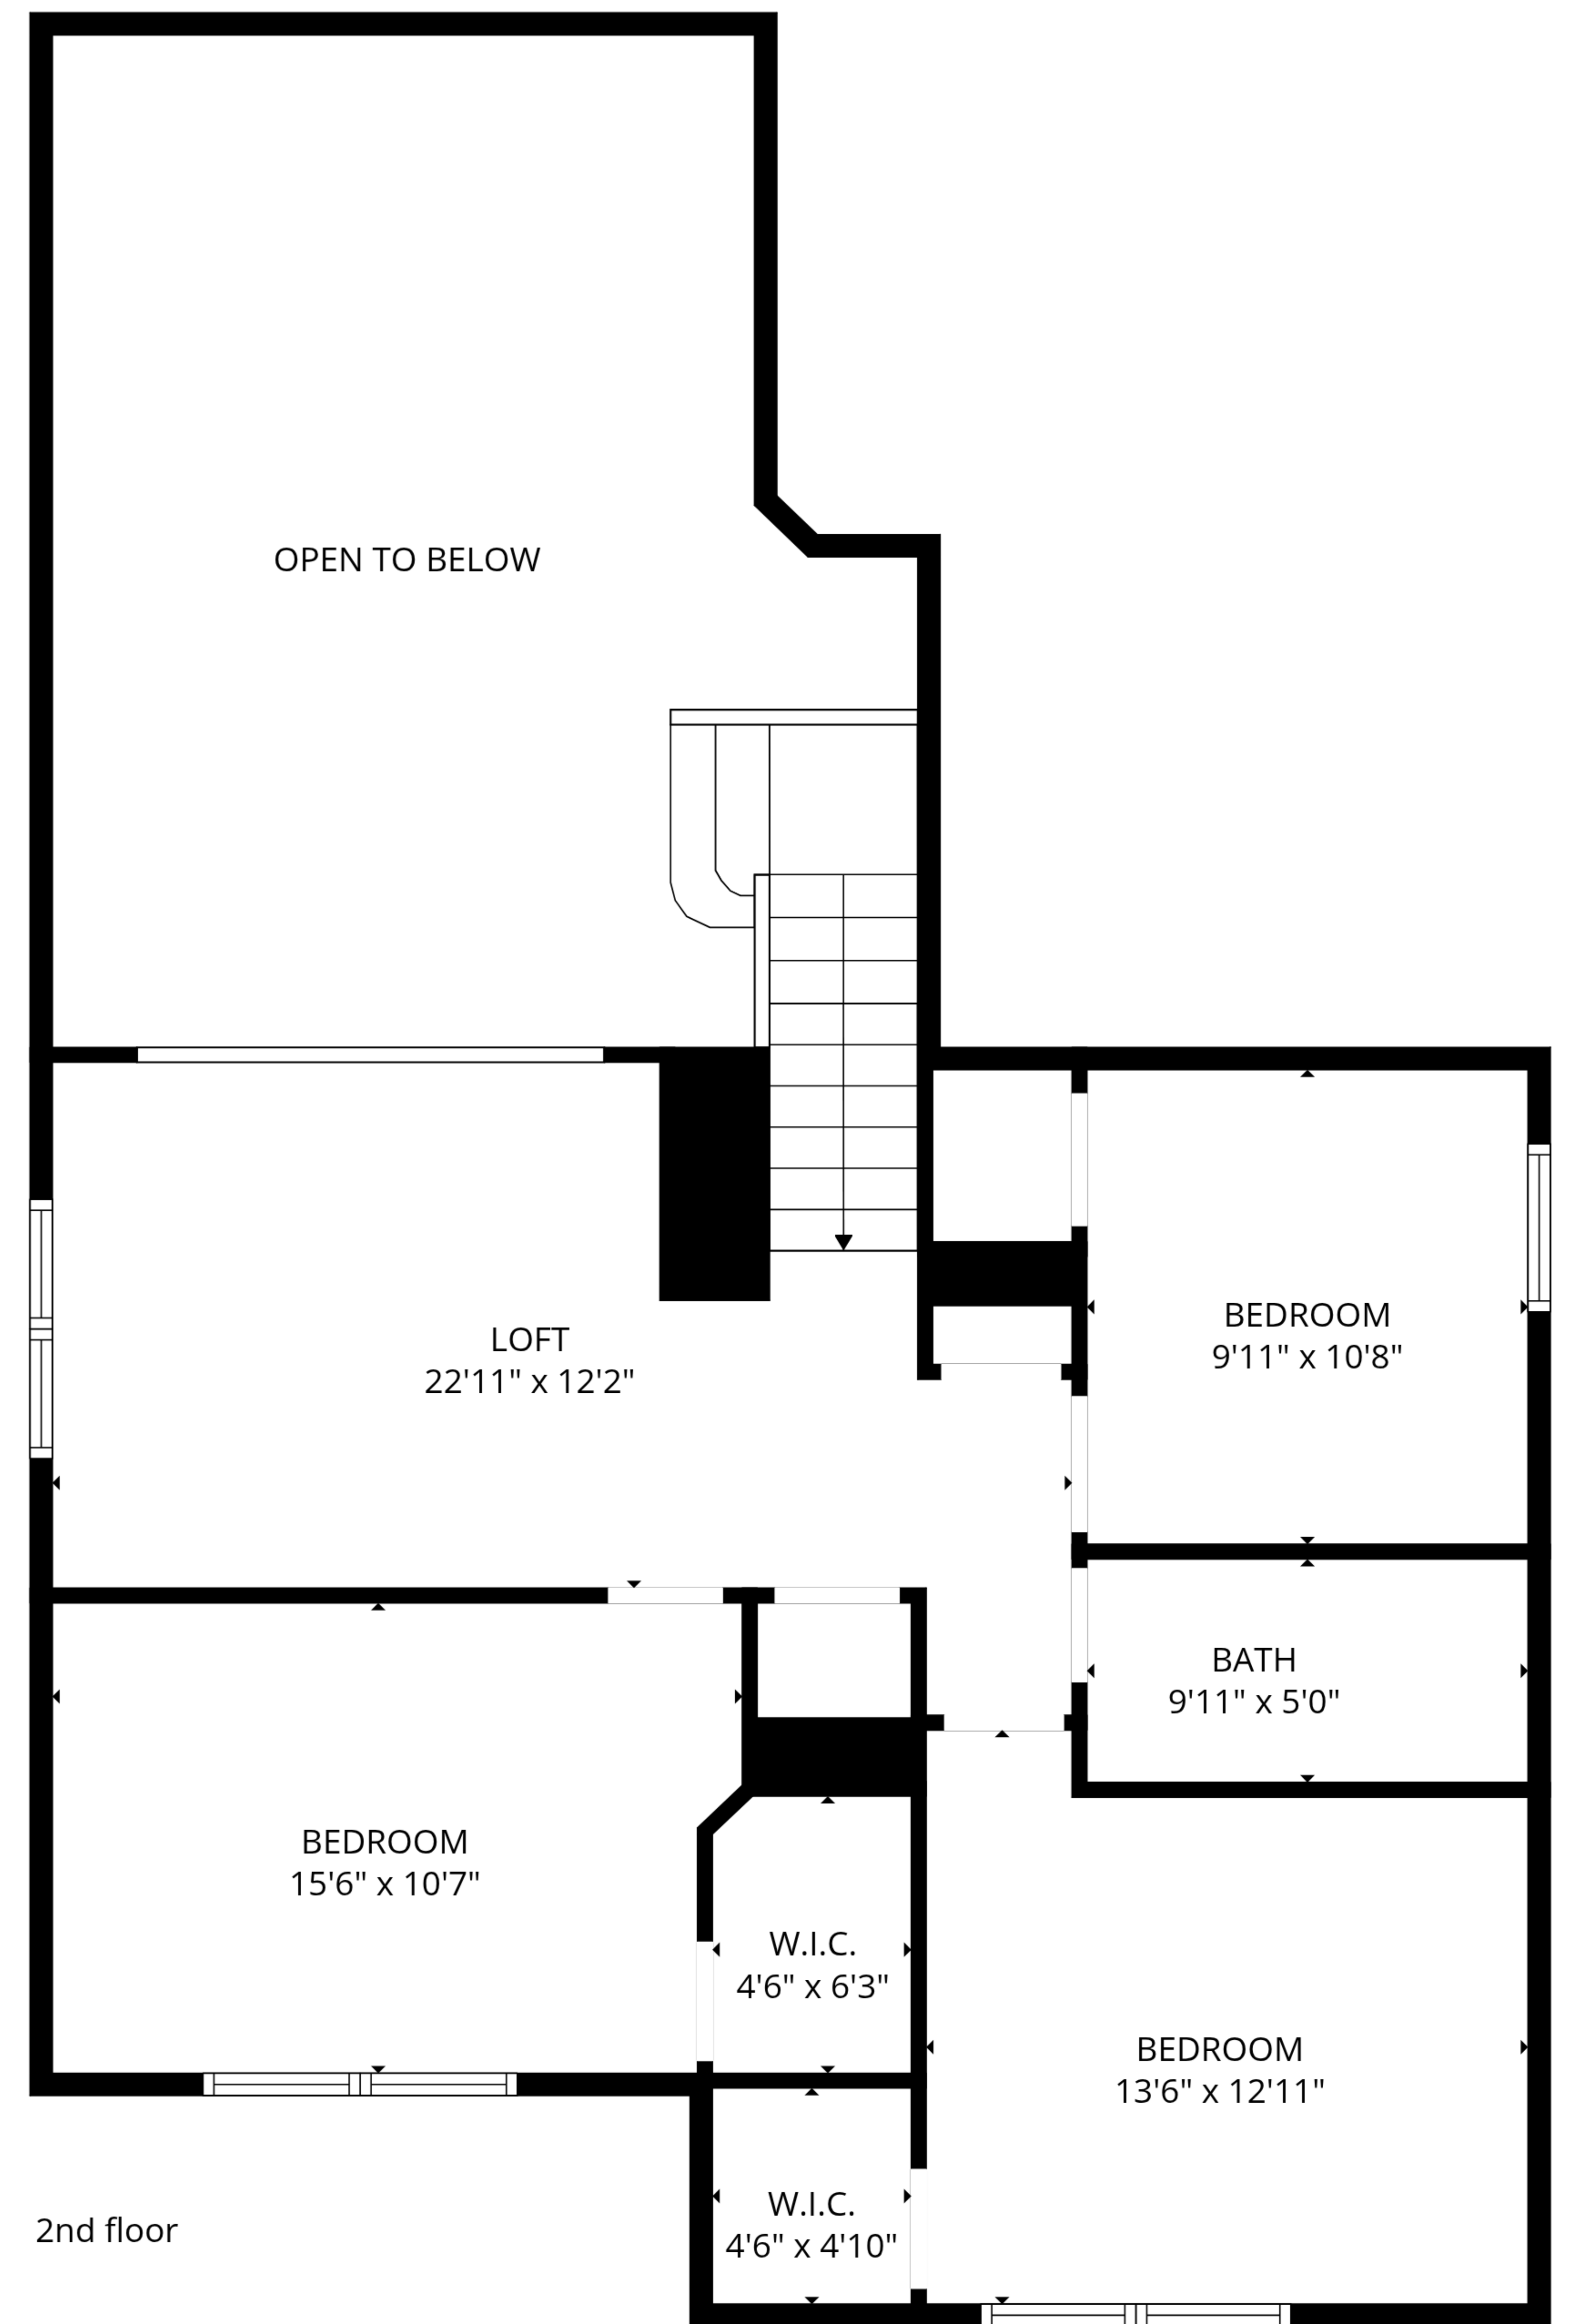 OPEN TO BELOW
LOFT
22'11" x 12'2"
BEDROOM
9'11" x 10'8"
BATH
9'11" x 5'0"
BEDROOM
15'6" x 10'7"
W.I.C.
4'6" x 6'3"
BEDROOM
13'6" x 12'11"
W.I.C.
4'6" x 4'10"
2nd floor